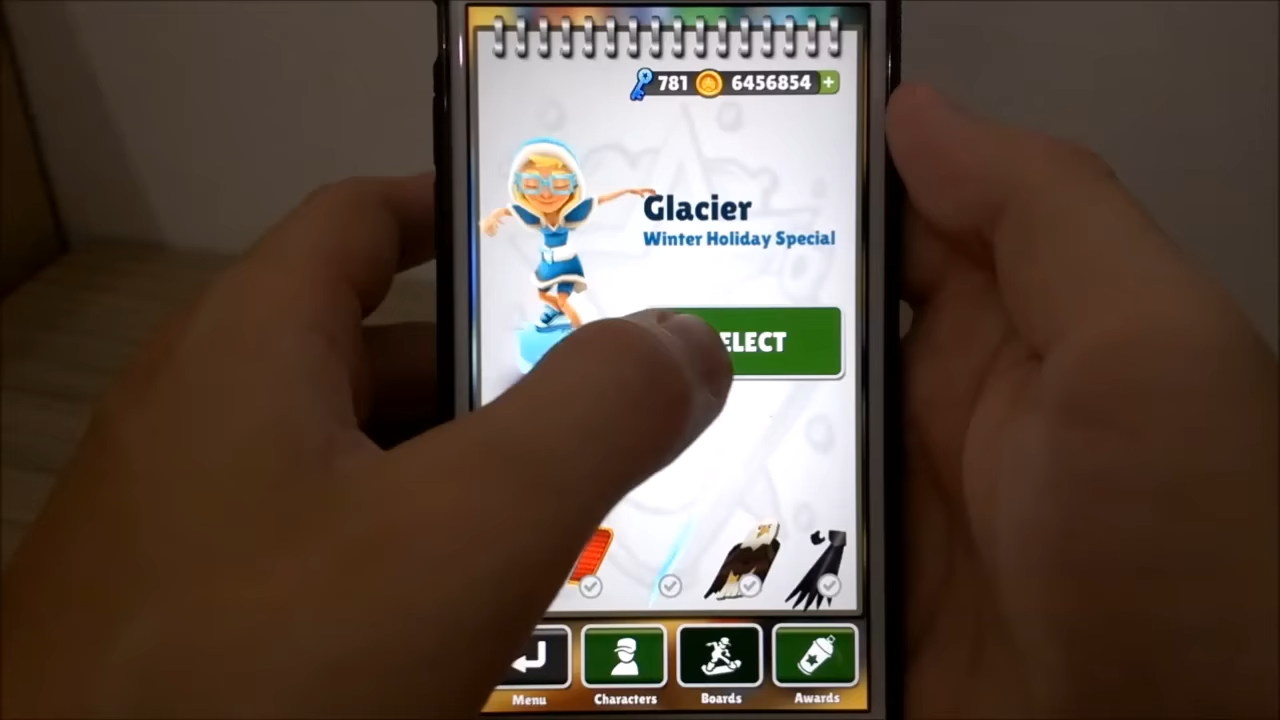 781 6456854 +
Glacier
Winter Holiday Special
ELECT
Menu Characters Boards Awards